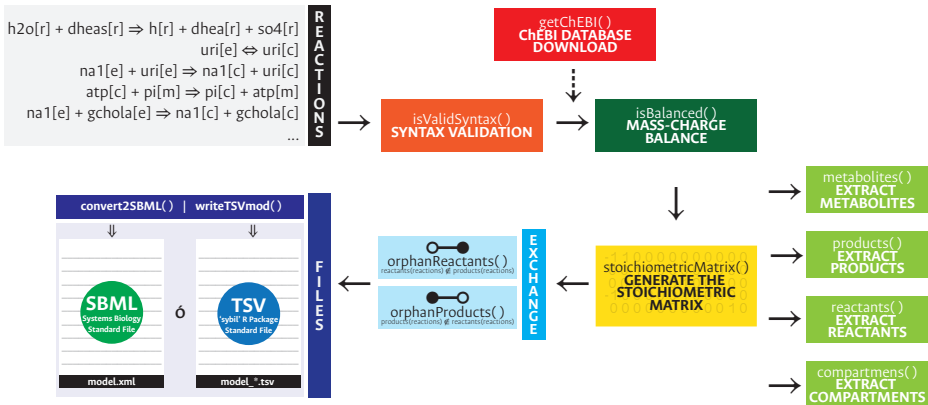 h2o[r] + dheas[r] ⇒ h[r] + dhea[r] + so4[r]
uri[e] ⇔ uri[c]
na1[e] + uri[e] ⇒ na1[c] + uri[c]
atp[c] + pi[m] ⇒ pi[c] + atp[m]
na1[e] + gchola[e] ⇒ na1[c] + gchola[c]
...
REACTIONS
getChEBI()
ChEBI DATABASE
DOWNLOAD
isValidSyntax()
SYNTAX VALIDATION
isBalanced()
MASS-CHARGE
BALANCE
metabolites()
EXTRACT
METABOLITES
products()
EXTRACT
PRODUCTS
reactants()
EXTRACT
REACTANTS
compartmens()
EXTRACT
COMPARTMENTS
stoichiometricMatrix()
GENERATE THE
STOICHIOMETRIC
MATRIX
EXCHANGE
orphanReactants()
reactants(reactions) ∉ products(reactions)
orphanProducts()
products(reactions) ∉ reactants(reactions)
FILES
convert2SBML() | writeTSVmod()
⇓ ⇓
SBML
Systems Biology
Standard File
model.xml
ó
TSV
'sybil' R Package
Standard File
model_*.tsv